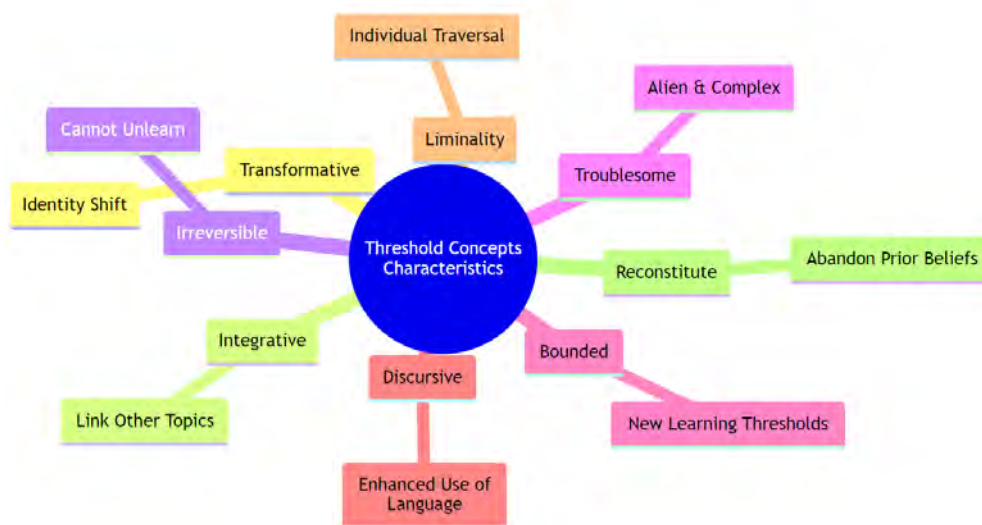 Individual Traversal
Liminality
Alien & Complex
Troublesome
Cannot Unlearn
Transformative
Identity Shift
Irreversible
Threshold Concepts
Characteristics
Reconstitute
Abandon Prior Beliefs
Integrative
Link Other Topics
Discursive
Enhanced Use of
Language
Bounded
New Learning Thresholds